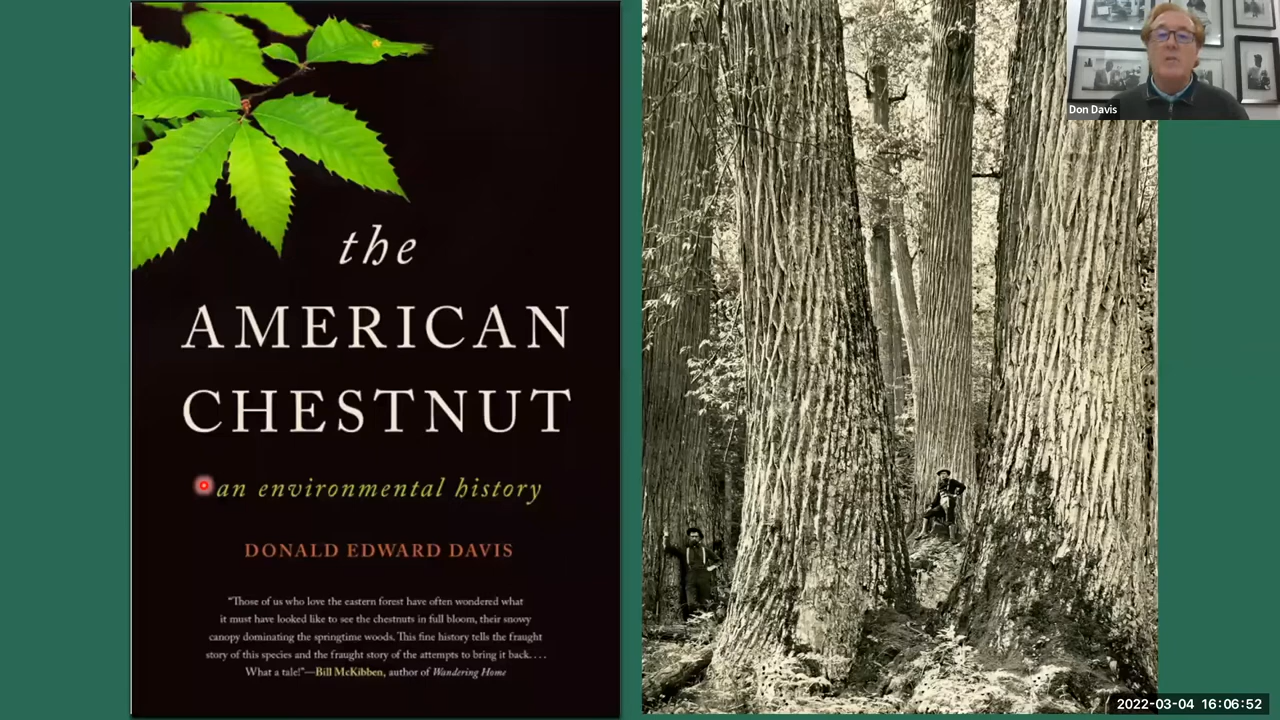 the
AMERICAN
CHESTNUT
an environmental history
DONALD EDWARD DAVIS
“Those of us who love the eastern forest have often wondered what
it must have looked like to see the chestnuts in full bloom, their snowy
canopy dominating the springtime woods. This fine history tells the fraught
story of this species and the fraught story of the attempts to bring it back. . . .
What a tale!”—Bill McKibben, author of Wandering Home
Don Davis
2022-03-04 16:06:52